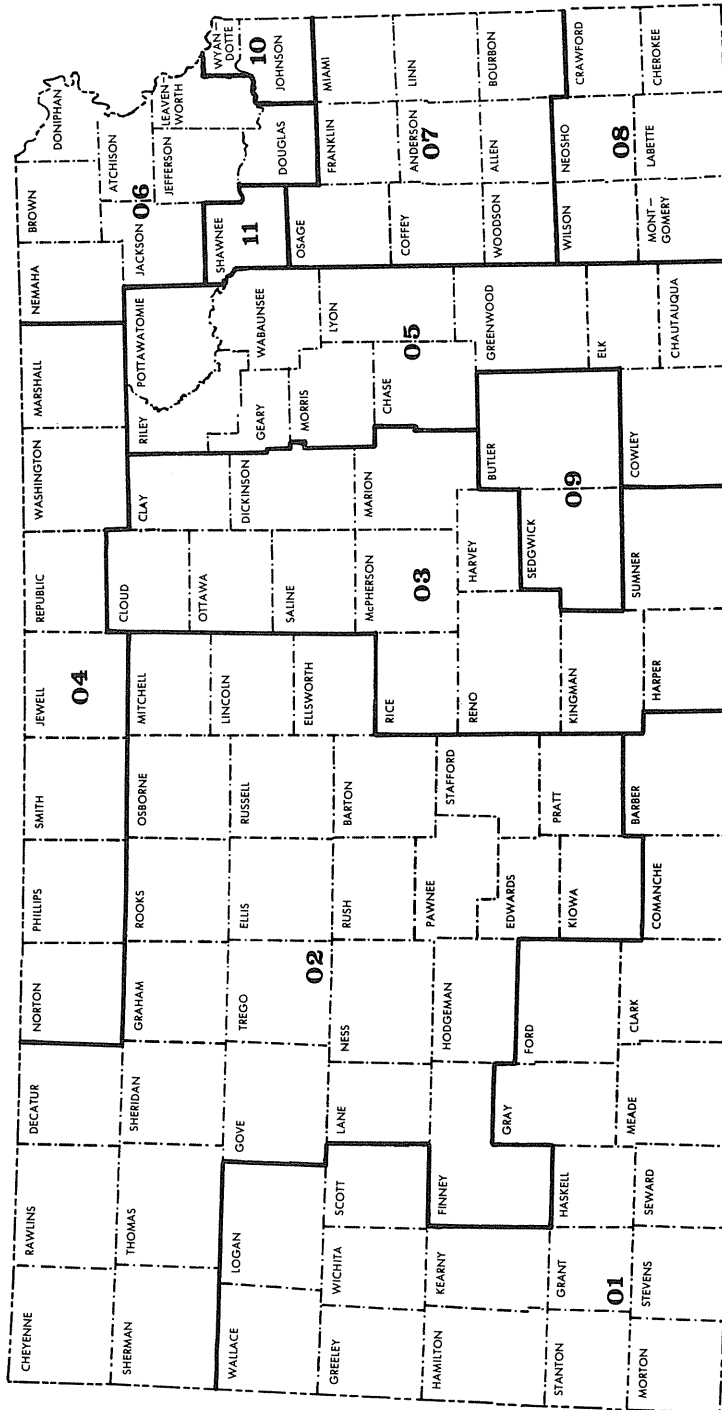 CHEYENNE
RAWLINS
DECATUR
NORTON
PHILLIPS
SMITH
JEWELL
REPUBLIC
WASHINGTON
MARSHALL
NEMAHA
BROWN
DONIPHAN
04
SHERMAN
THOMAS
SHERIDAN
GRAHAM
ROOKS
OSBORNE
MITCHELL
CLOUD
CLAY
RILEY
POTTAWATOMIE
JACKSON
ATCHISON
06
JEFFERSON
LEAVEN-
WORTH
WYAN-
DOTTE
10
JOHNSON
WALLACE
LOGAN
GOVE
TREGO
ELLIS
RUSSELL
LINCOLN
OTTAWA
DICKINSON
GEARY
WABAUNSEE
SHAWNEE
11
DOUGLAS
02
ELLSWORTH
SALINE
MORRIS
LYON
OSAGE
FRANKLIN
MIAMI
GREELEY
WICHITA
SCOTT
LANE
NESS
RUSH
BARTON
RICE
McPHERSON
MARION
CHASE
05
COFFEY
ANDERSON
07
LINN
03
HAMILTON
KEARNY
FINNEY
HODGEMAN
PAWNEE
STAFFORD
RENO
HARVEY
BUTLER
GREENWOOD
WOODSON
ALLEN
BOURBON
EDWARDS
SEDGWICK
09
STANTON
GRANT
HASKELL
GRAY
FORD
KIOWA
PRATT
KINGMAN
ELK
WILSON
NEOSHO
CRAWFORD
01
08
MORTON
STEVENS
SEWARD
MEADE
CLARK
COMANCHE
BARBER
HARPER
SUMNER
COWLEY
CHAUTAUQUA
MONT-
GOMERY
LABETTE
CHEROKEE